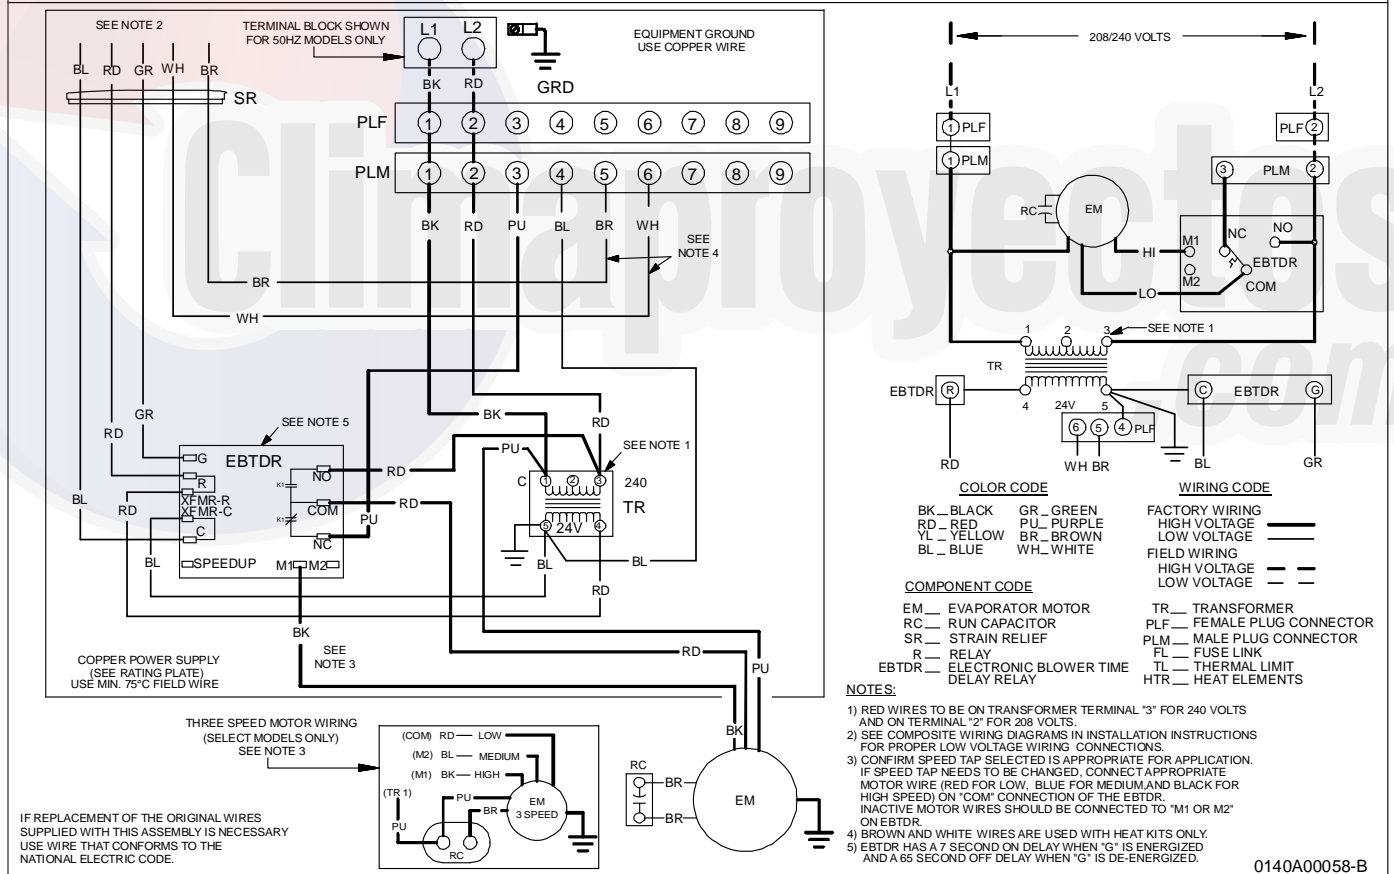 SEE NOTE 2
TERMINAL BLOCK SHOWN
FOR 50HZ MODELS ONLY
L1 L2
EQUIPMENT GROUND
USE COPPER WIRE
BL RD GR WH BR
SR
BK RD
GRD
PLF 1 2 3 4 5 6 7 8 9
PLM 1 2 3 4 5 6 7 8 9
BK RD PU BL BR WH
SEE
NOTE 4
BR
WH
GR
RD
BL
RD
SEE NOTE 5
EBTDR
G
R
XFMR-R
XFMR-C
C
SPEEDUP
M1 M2
K1
K1
NO
COM
NC
RD
RD
PU
BK
PU
RD
SEE NOTE 1
C 1 2 3 240
TR
5 24V 4
BL
BL
BL
RD
BK
SEE
NOTE 3
RD
PU
BK
COPPER POWER SUPPLY
(SEE RATING PLATE)
USE MIN. 75°C FIELD WIRE
THREE SPEED MOTOR WIRING
(SELECT MODELS ONLY)
SEE NOTE 3
(COM) RD LOW
(M2) BL MEDIUM
(M1) BK HIGH
(TR 1)
PU
PU
BR
EM
3 SPEED
RC
RC
BR
BR
EM
IF REPLACEMENT OF THE ORIGINAL WIRES
SUPPLIED WITH THIS ASSEMBLY IS NECESSARY
USE WIRE THAT CONFORMS TO THE
NATIONAL ELECTRIC CODE.
208/240 VOLTS
L1 L2
1 PLF PLF 2
1 PLM 3 PLM 2
RC
EM
HI
LO
M1
M2
NC
NO
EBTDR
COM
1 2 3
SEE NOTE 1
TR
EBTDR R
4 24V 5
6 5 4 PLF
C EBTDR G
RD WH BR BL GR
COLOR CODE
BK BLACK GR GREEN
RD RED PU PURPLE
YL YELLOW BR BROWN
BL BLUE WH WHITE
WIRING CODE
FACTORY WIRING
HIGH VOLTAGE
LOW VOLTAGE
FIELD WIRING
HIGH VOLTAGE
LOW VOLTAGE
COMPONENT CODE
EM EVAPORATOR MOTOR
RC RUN CAPACITOR
SR STRAIN RELIEF
R RELAY
EBTDR ELECTRONIC BLOWER TIME
DELAY RELAY
TR TRANSFORMER
PLF FEMALE PLUG CONNECTOR
PLM MALE PLUG CONNECTOR
FL FUSE LINK
TL THERMAL LIMIT
HTR HEAT ELEMENTS
NOTES:
1) RED WIRES TO BE ON TRANSFORMER TERMINAL "3" FOR 240 VOLTS
AND ON TERMINAL "2" FOR 208 VOLTS.
2) SEE COMPOSITE WIRING DIAGRAMS IN INSTALLATION INSTRUCTIONS
FOR PROPER LOW VOLTAGE WIRING CONNECTIONS.
3) CONFIRM SPEED TAP SELECTED IS APPROPRIATE FOR APPLICATION.
IF SPEED TAP NEEDS TO BE CHANGED, CONNECT APPROPRIATE
MOTOR WIRE (RED FOR LOW, BLUE FOR MEDIUM,AND BLACK FOR
HIGH SPEED) ON "COM" CONNECTION OF THE EBTDR.
INACTIVE MOTOR WIRES SHOULD BE CONNECTED TO "M1 OR M2"
ON EBTDR.
4) BROWN AND WHITE WIRES ARE USED WITH HEAT KITS ONLY.
5) EBTDR HAS A 7 SECOND ON DELAY WHEN "G" IS ENERGIZED
AND A 65 SECOND OFF DELAY WHEN "G" IS DE-ENERGIZED.
0140A00058-B
Climaproyectos
.com